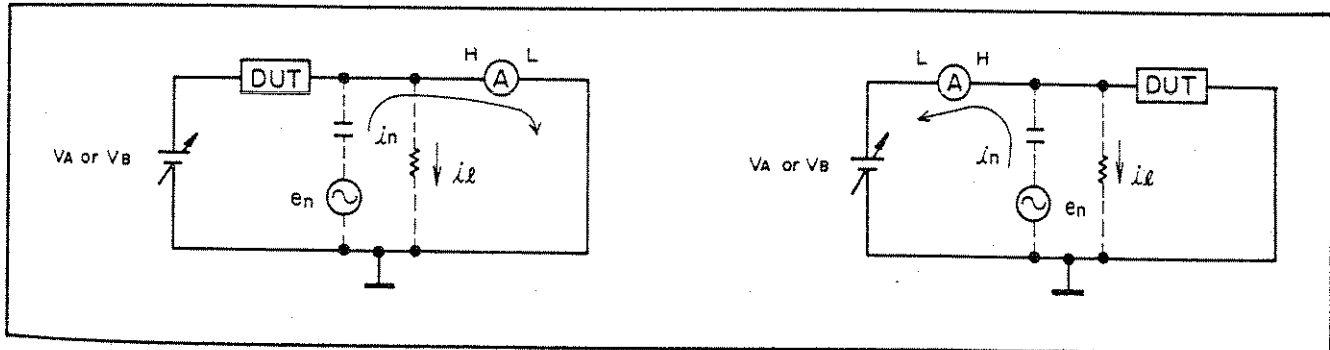 H L
DUT
A
in
VA or VB
en
iℓ
L H
A
DUT
in
VA or VB
en
iℓ